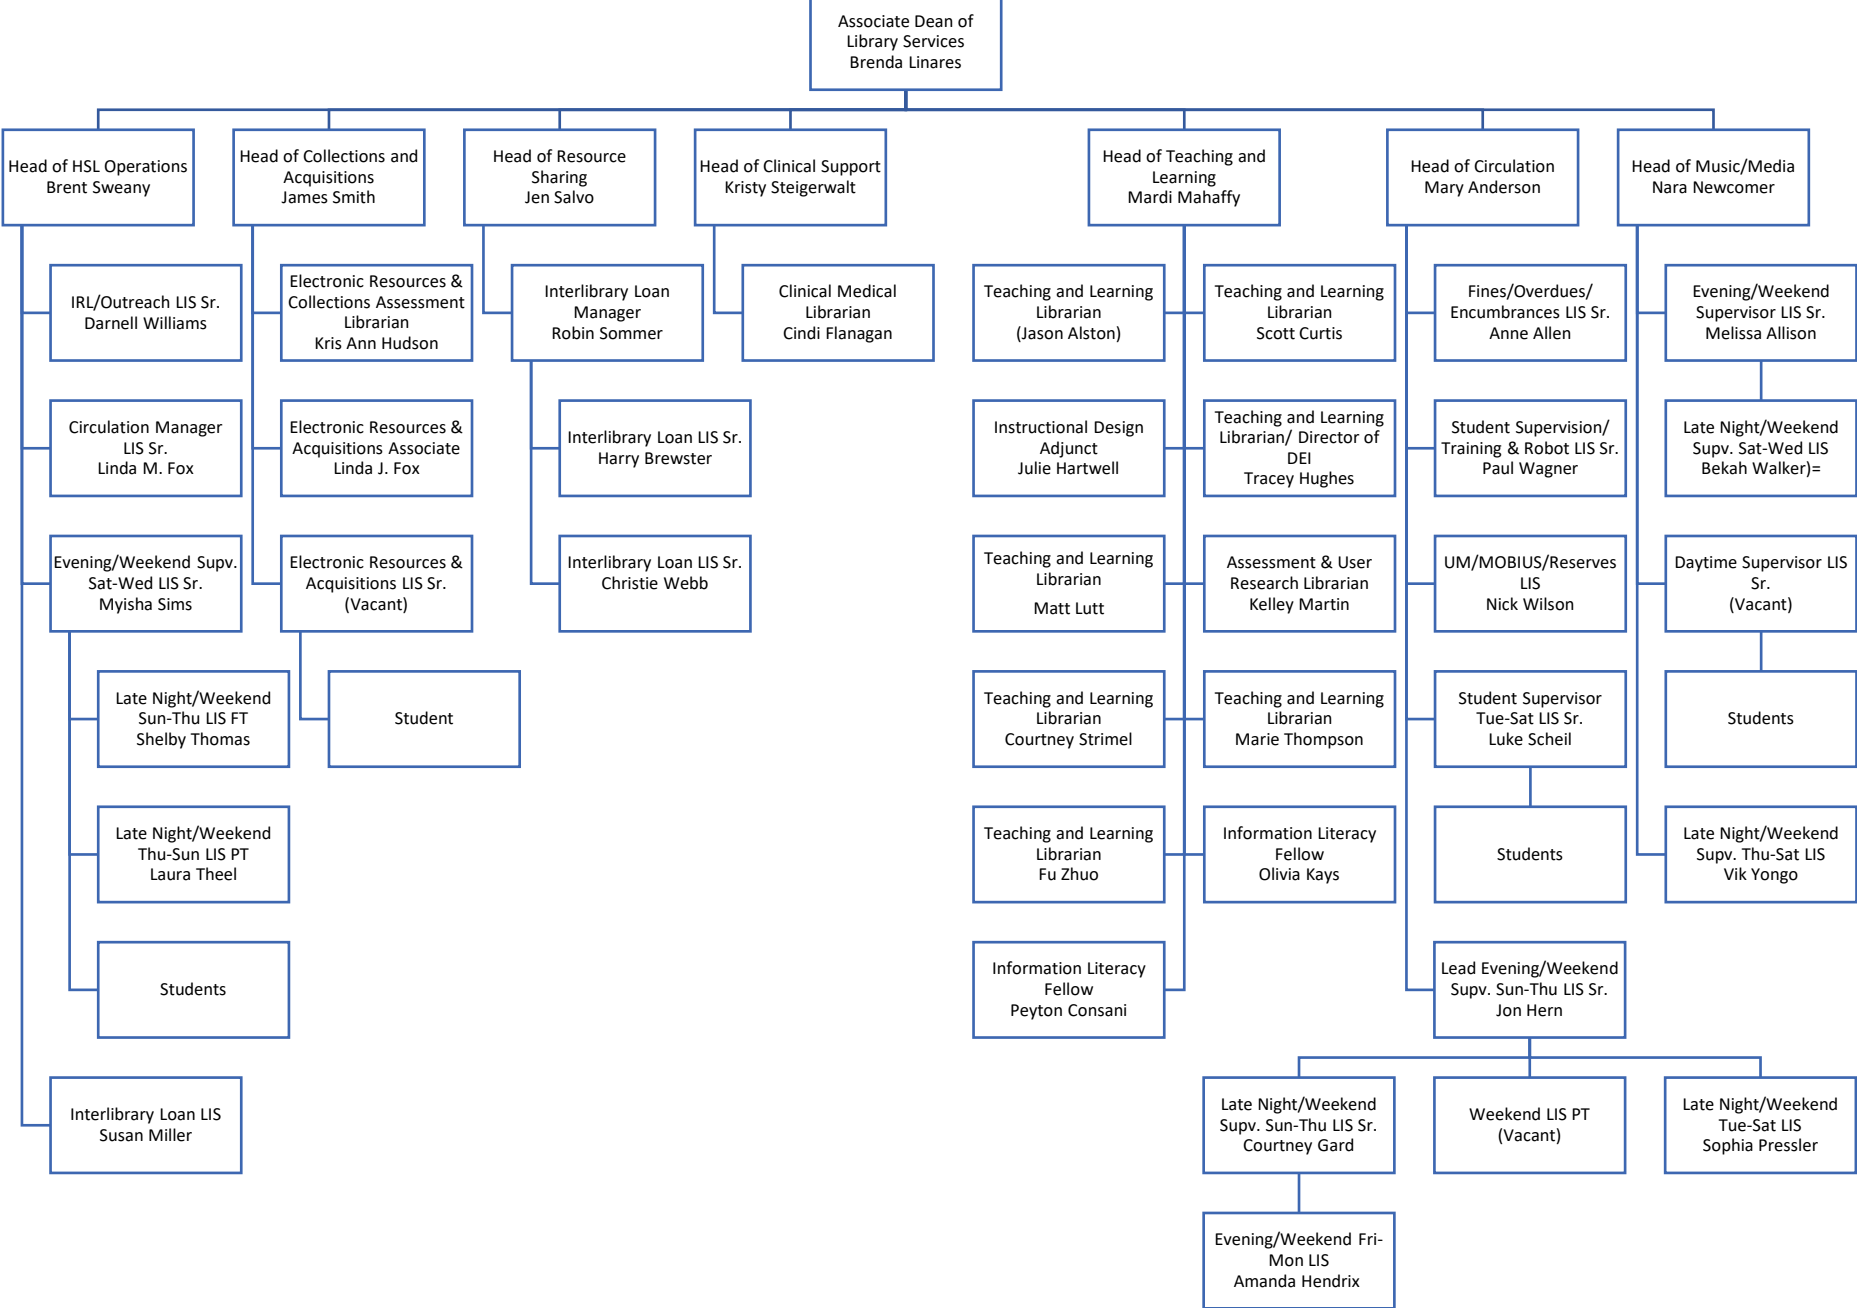 Associate Dean of
Library Services
Brenda Linares
Head of HSL Operations
Brent Sweany
Head of Collections and
Acquisitions
James Smith
Head of Resource
Sharing
Jen Salvo
Head of Clinical Support
Kristy Steigerwalt
Head of Teaching and
Learning
Mardi Mahaffy
Head of Circulation
Mary Anderson
Head of Music/Media
Nara Newcomer
IRL/Outreach LIS Sr.
Darnell Williams
Electronic Resources &
Collections Assessment
Librarian
Kris Ann Hudson
Interlibrary Loan
Manager
Robin Sommer
Clinical Medical
Librarian
Cindi Flanagan
Teaching and Learning
Librarian
(Jason Alston)
Teaching and Learning
Librarian
Scott Curtis
Fines/Overdues/
Encumbrances LIS Sr.
Anne Allen
Evening/Weekend
Supervisor LIS Sr.
Melissa Allison
Circulation Manager
LIS Sr.
Linda M. Fox
Electronic Resources &
Acquisitions Associate
Linda J. Fox
Interlibrary Loan LIS Sr.
Harry Brewster
Instructional Design
Adjunct
Julie Hartwell
Teaching and Learning
Librarian/ Director of
DEI
Tracey Hughes
Student Supervision/
Training & Robot LIS Sr.
Paul Wagner
Late Night/Weekend
Supv. Sat-Wed LIS
Bekah Walker)=
Evening/Weekend Supv.
Sat-Wed LIS Sr.
Myisha Sims
Electronic Resources &
Acquisitions LIS Sr.
(Vacant)
Interlibrary Loan LIS Sr.
Christie Webb
Teaching and Learning
Librarian
Matt Lutt
Assessment & User
Research Librarian
Kelley Martin
UM/MOBIUS/Reserves
LIS
Nick Wilson
Daytime Supervisor LIS
Sr.
(Vacant)
Late Night/Weekend
Sun-Thu LIS FT
Shelby Thomas
Student
Teaching and Learning
Librarian
Courtney Strimel
Teaching and Learning
Librarian
Marie Thompson
Student Supervisor
Tue-Sat LIS Sr.
Luke Scheil
Students
Late Night/Weekend
Thu-Sun LIS PT
Laura Theel
Teaching and Learning
Librarian
Fu Zhuo
Information Literacy
Fellow
Olivia Kays
Students
Late Night/Weekend
Supv. Thu-Sat LIS
Vik Yongo
Students
Information Literacy
Fellow
Peyton Consani
Lead Evening/Weekend
Supv. Sun-Thu LIS Sr.
Jon Hern
Interlibrary Loan LIS
Susan Miller
Late Night/Weekend
Supv. Sun-Thu LIS Sr.
Courtney Gard
Weekend LIS PT
(Vacant)
Late Night/Weekend
Tue-Sat LIS
Sophia Pressler
Evening/Weekend Fri-
Mon LIS
Amanda Hendrix